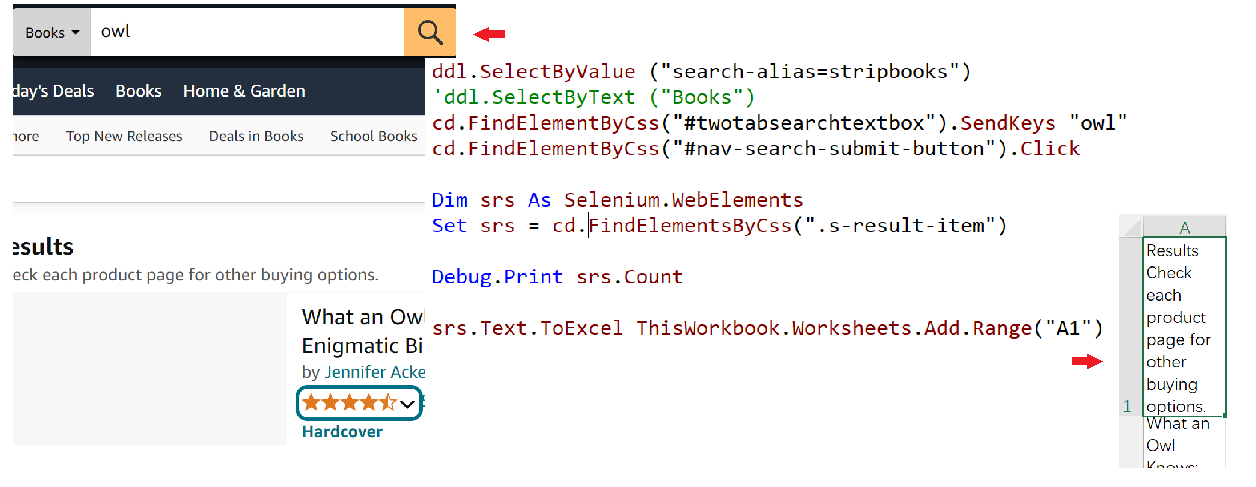 Books owl
day's Deals Books Home & Garden
more Top New Releases Deals in Books School Books
esults
eck each product page for other buying options.
What an Owl
Enigmatic Bi
by Jennifer Acke
Hardcover
ddl.SelectByValue ("search-alias=stripbooks")
'ddl.SelectByText ("Books")
cd.FindElementByCss("#twotabsearchtextbox").SendKeys "owl"
cd.FindElementByCss("#nav-search-submit-button").Click
Dim srs As Selenium.WebElements
Set srs = cd.FindElementsByCss(".s-result-item")
Debug.Print srs.Count
srs.Text.ToExcel ThisWorkbook.Worksheets.Add.Range("A1")
A
Results
Check
each
product
page for
other
buying
1 options.
What an
Owl
Knows: